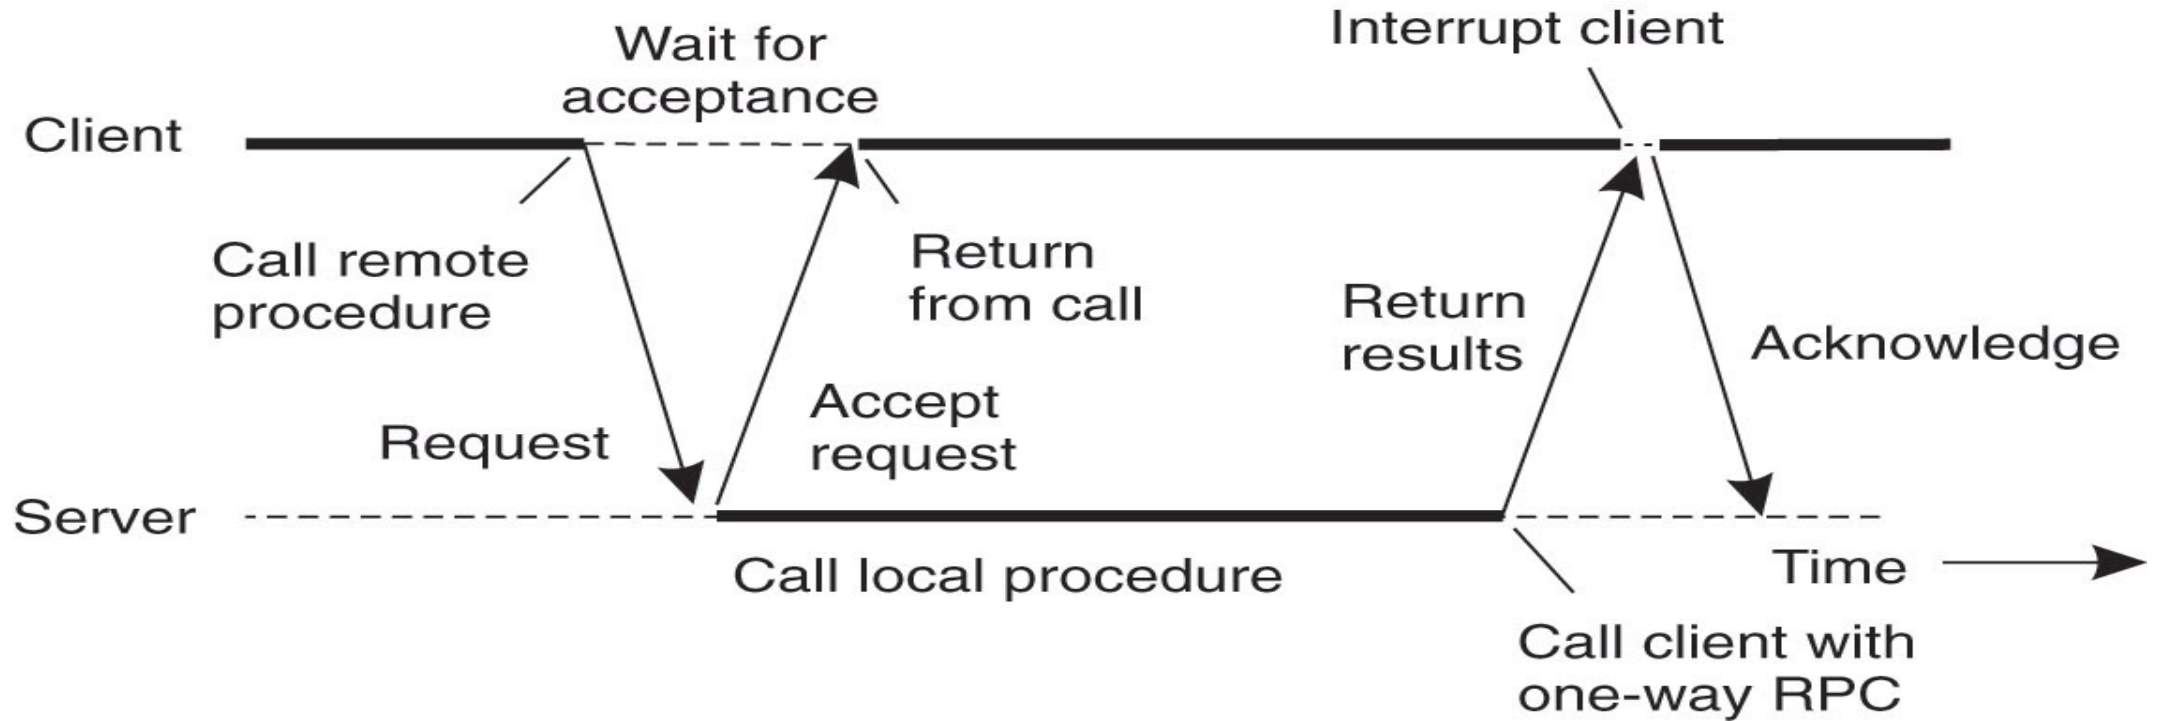 Interrupt client
Wait for
acceptance
Client
Call remote
procedure
Return
from call
Return
results
Acknowledge
Accept
request
Request
Server
Call local procedure
Time
Call client with
one-way RPC